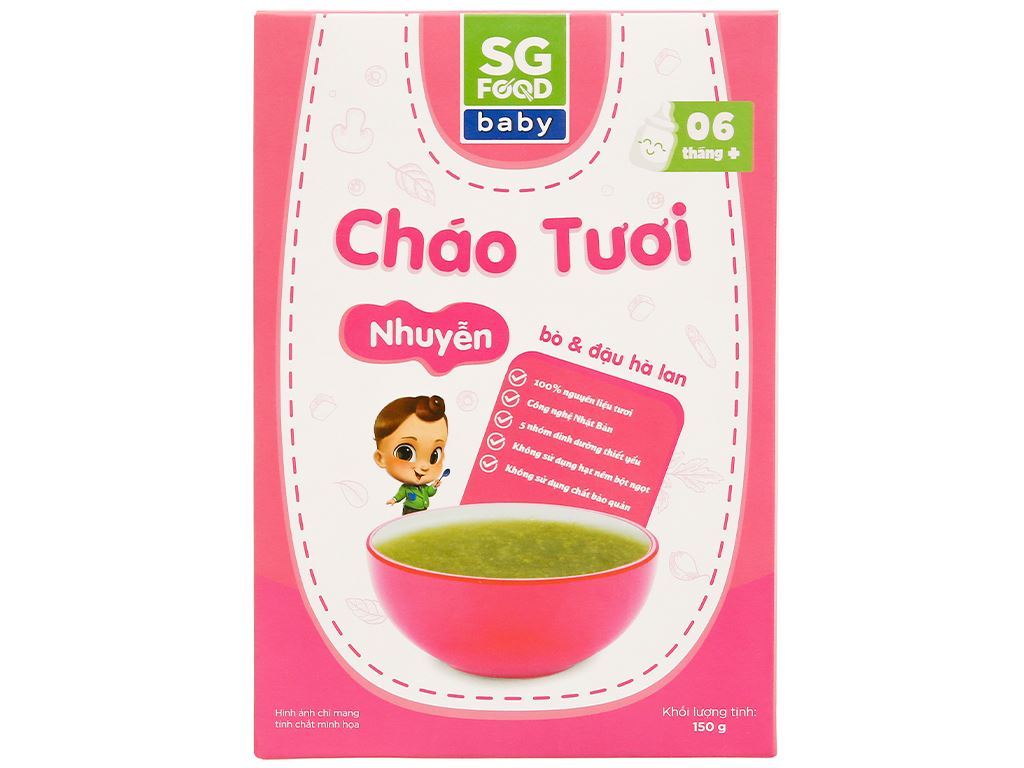 SG
FOOD
baby
06
tháng +
Cháo Tươi
Nhuyễn
bò & đậu hà lan
100% nguyên liệu tươi
Công nghệ Nhật Bản
5 nhóm dinh dưỡng thiết yếu
Không sử dụng hạt nêm bột ngọt
Không sử dụng chất bảo quản
Hình ảnh chỉ mang
tính chất minh họa
Khối lượng tịnh:
150 g